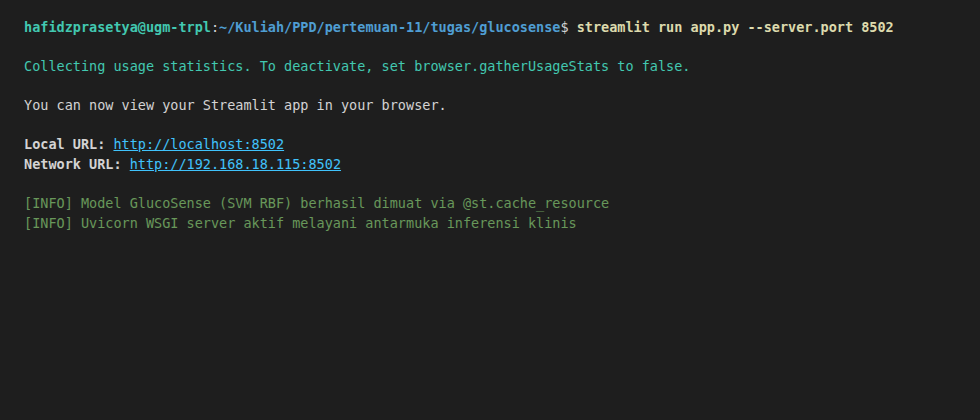 hafidzprasetya@ugm-trpl:~/Kuliah/PPD/pertemuan-11/tugas/glucosense$ streamlit run app.py --server.port 8502
Collecting usage statistics. To deactivate, set browser.gatherUsageStats to false.
You can now view your Streamlit app in your browser.
Local URL: http://localhost:8502
Network URL: http://192.168.18.115:8502
[INFO] Model GlucoSense (SVM RBF) berhasil dimuat via @st.cache_resource
[INFO] Uvicorn WSGI server aktif melayani antarmuka inferensi klinis